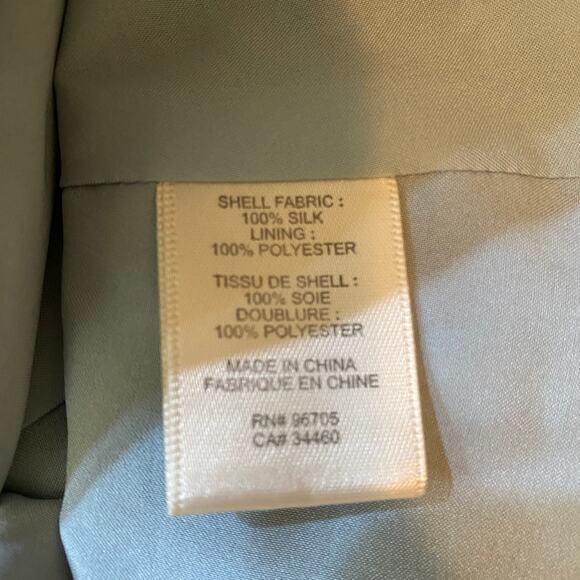 SHELL FABRIC :
100% SILK
LINING :
100% POLYESTER
TISSU DE SHELL :
100% SOIE
DOUBLURE :
100% POLYESTER
MADE IN CHINA
FABRIQUE EN CHINE
RN# 96705
CA# 34460